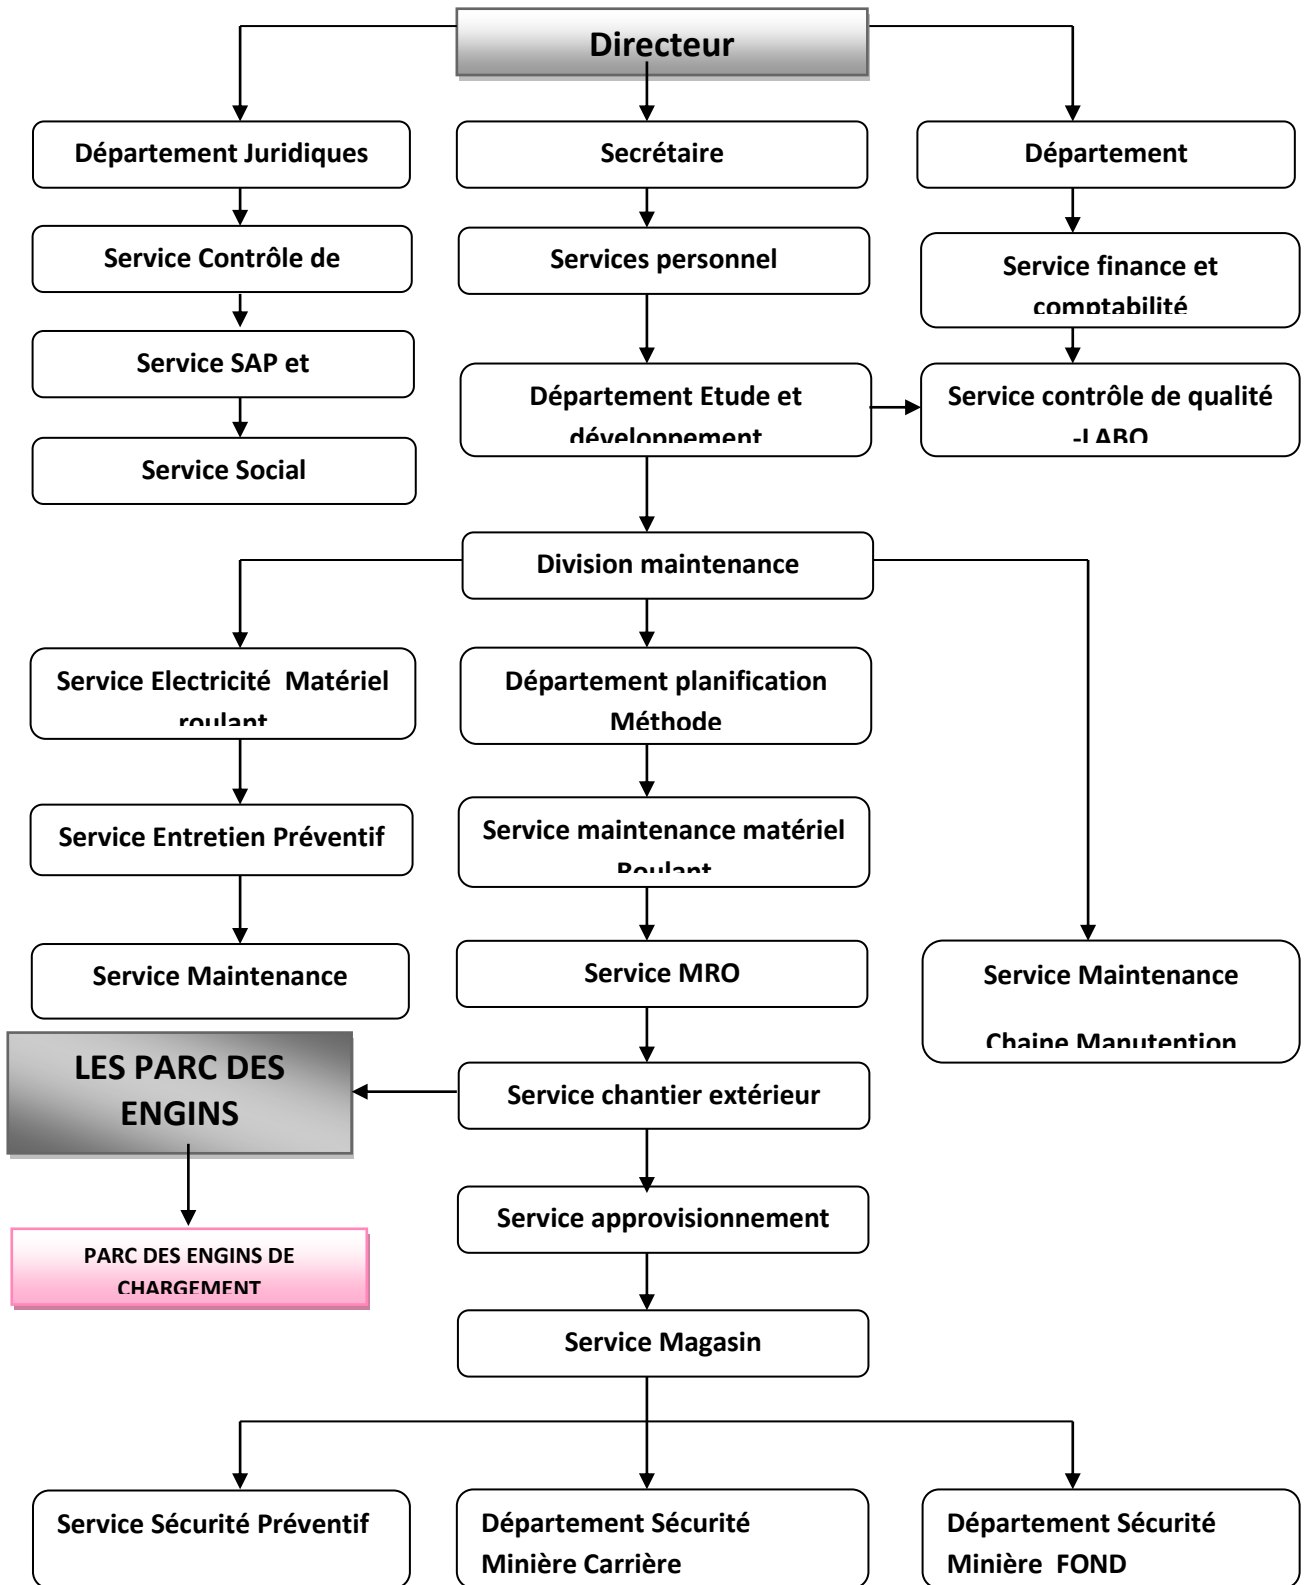 Directeur
Département Juridiques
Secrétaire
Département
Service Contrôle de
Services personnel
Service finance et
comptabilité
Service SAP et
Département Etude et
développement
Service contrôle de qualité
-LABO
Service Social
Division maintenance
Service Electricité Matériel
roulant
Département planification
Méthode
Service Entretien Préventif
Service maintenance matériel
Roulant
Service Maintenance
Service MRO
Service Maintenance
Chaine Manutention
LES PARC DES
ENGINS
Service chantier extérieur
Service approvisionnement
PARC DES ENGINS DE
CHARGEMENT
Service Magasin
Service Sécurité Préventif
Département Sécurité
Minière Carrière
Département Sécurité
Minière FOND